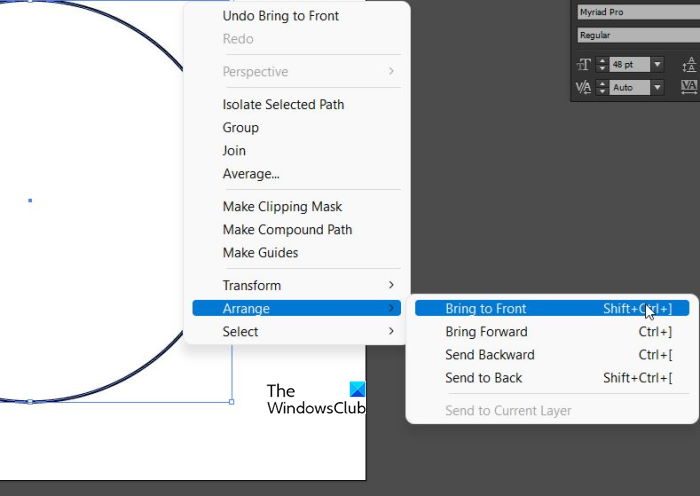 Undo Bring to Front
Redo
Perspective
Isolate Selected Path
Group
Join
Average...
Make Clipping Mask
Make Compound Path
Make Guides
Transform
Arrange
Select
Bring to Front Shift+Ctrl+]
Bring Forward Ctrl+]
Send Backward Ctrl+[
Send to Back Shift+Ctrl+[
Send to Current Layer
Myriad Pro
Regular
48 pt
Auto
The
WindowsClub